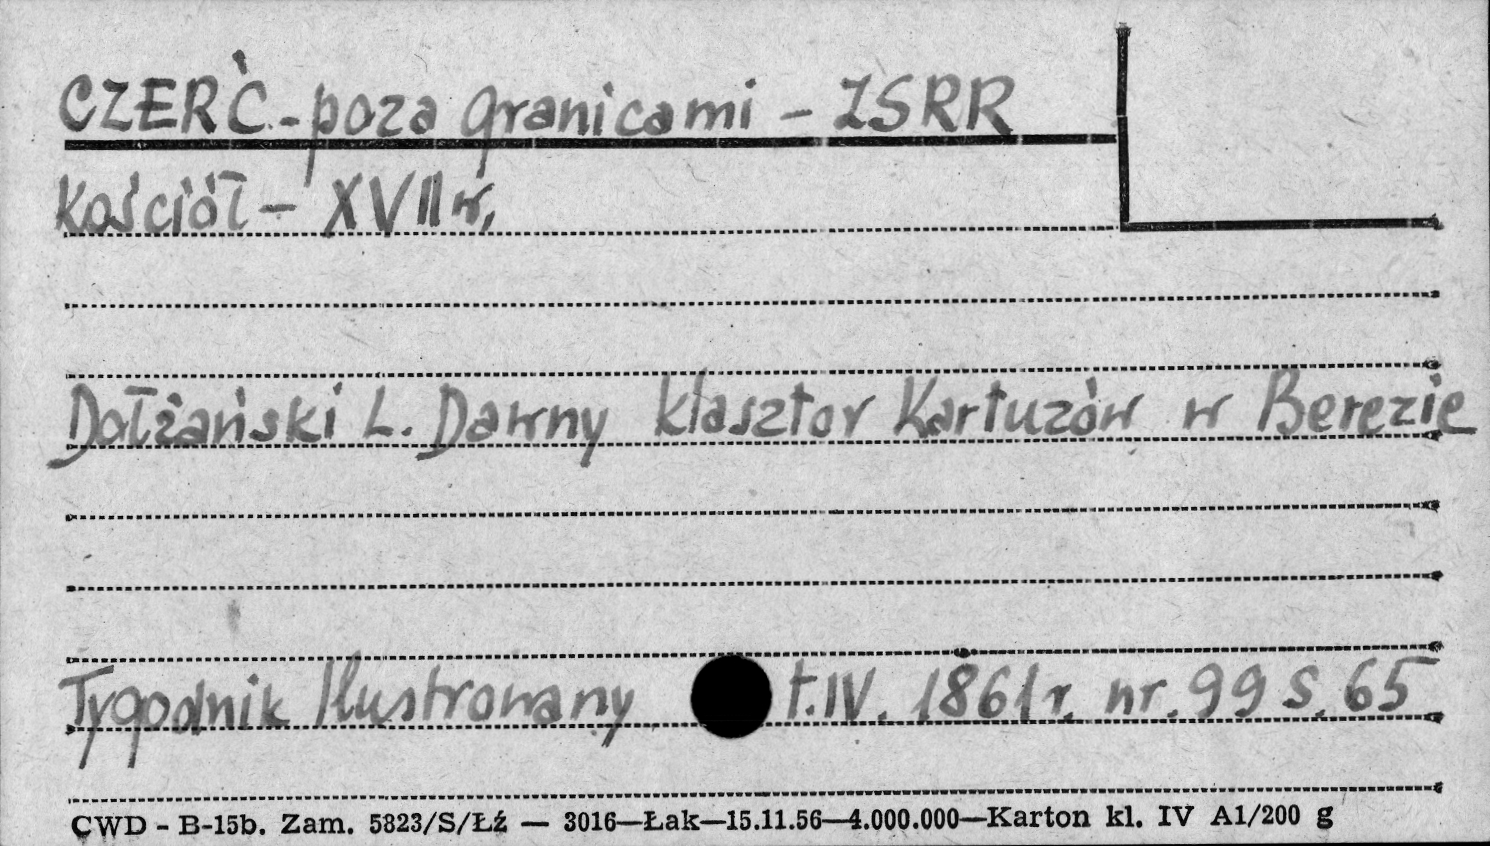 CZERĆ - poza granicami - ZSRR
Kościół - XVII w.
Dołżański L. Dawny klasztor Kartuzów w Berezie
Tygodnik Ilustrowany t.IV. 1861 r. nr. 99 s. 65
CWD - B-15b. Zam. 5823/S/Łź — 3016—Łak—15.11.56—4.000.000—Karton kl. IV A1/200 g